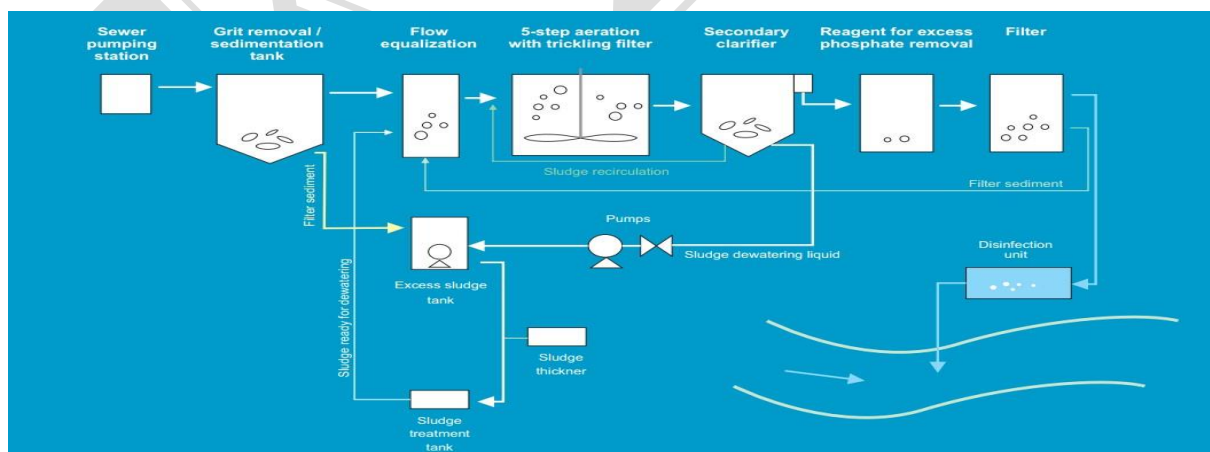 Sewer
pumping
station
Grit removal /
sedimentation
tank
Flow
equalization
5-step aeration
with trickling filter
Secondary
clarifier
Reagent for excess
phosphate removal
Filter
Sludge recirculation
Filter sediment
Filter sediment
Pumps
Sludge dewatering liquid
Disinfection
unit
Excess sludge
tank
Sludge ready for dewatering
Sludge
thickner
Sludge
treatment
tank